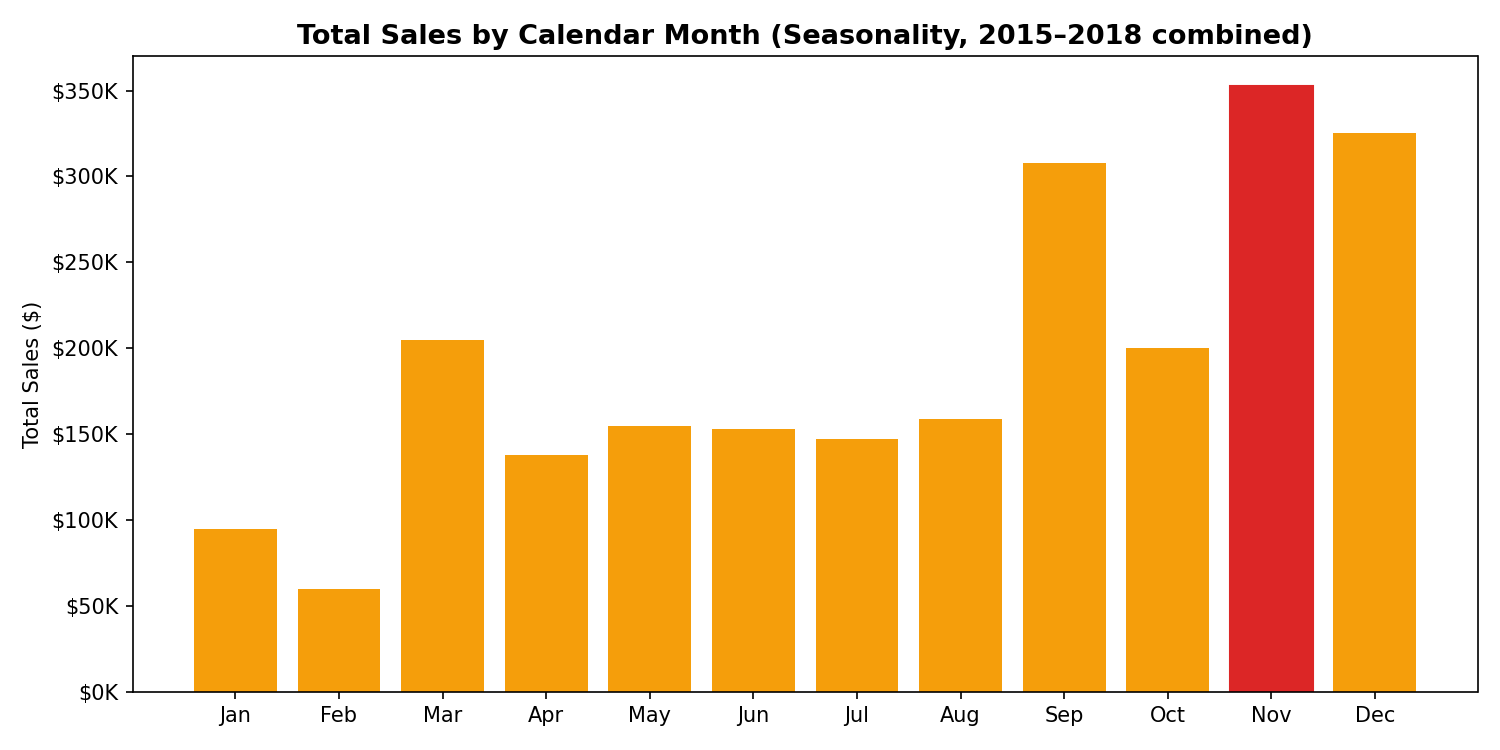 Total Sales by Calendar Month (Seasonality, 2015–2018 combined)
$350K
$300K
$250K
$200K
$150K
$100K
$50K
$0K
Total Sales ($)
Jan Feb Mar Apr May Jun Jul Aug Sep Oct Nov Dec